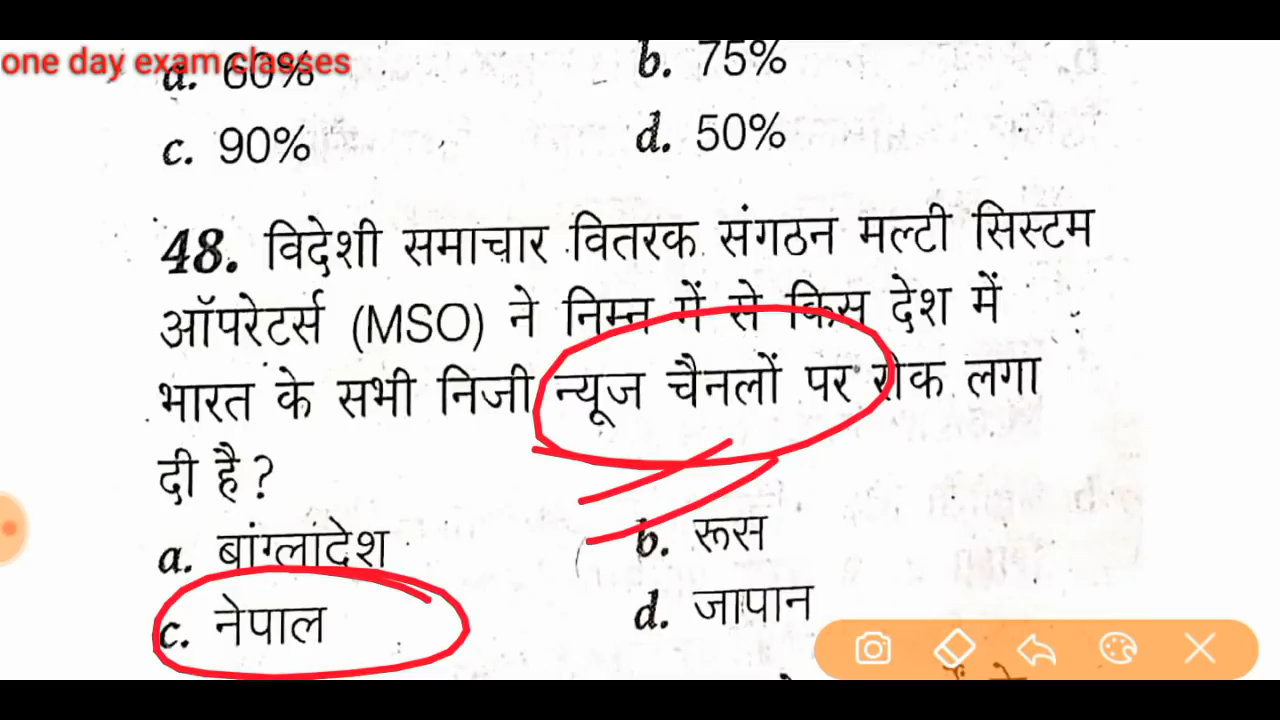 one day exam classes
a. 60%
b. 75%
c. 90%
d. 50%
48. विदेशी समाचार वितरक संगठन मल्टी सिस्टम
ऑपरेटर्स (MSO) ने निम्न में से किस देश में
भारत के सभी निजी न्यूज चैनलों पर रोक लगा
दी है?
a. बांग्लादेश
b. रूस
c. नेपाल
d. जापान